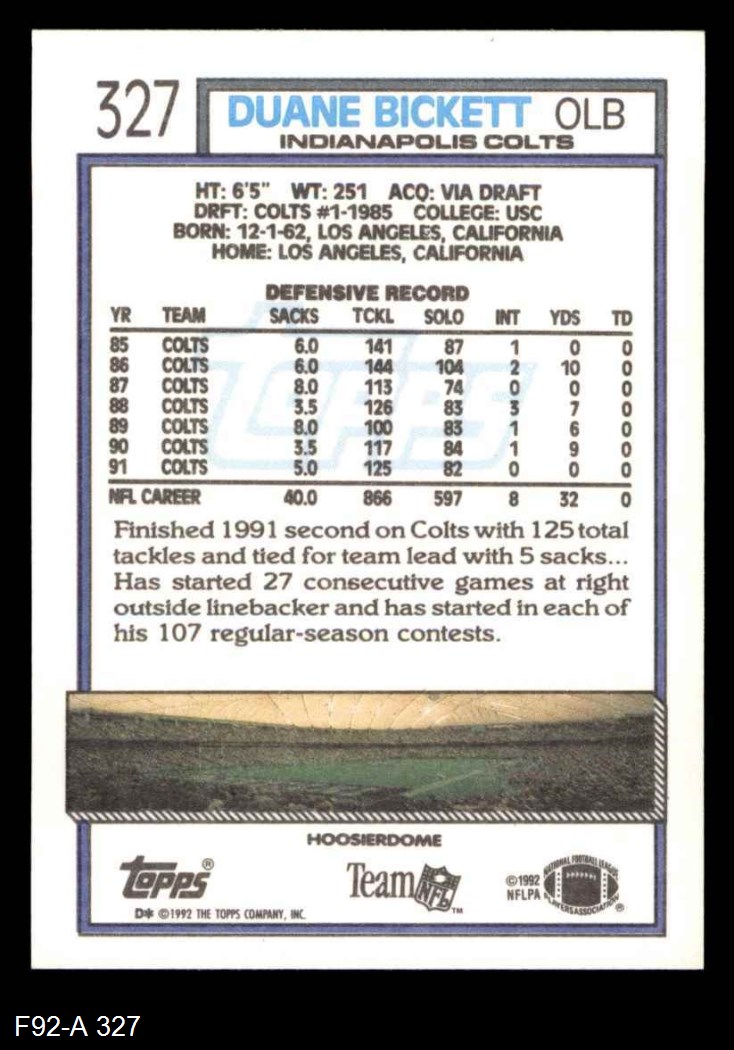 327 DUANE BICKETT OLB
INDIANAPOLIS COLTS
HT: 6'5" WT: 251 ACQ: VIA DRAFT
DRFT: COLTS #1-1985 COLLEGE: USC
BORN: 12-1-62, LOS ANGELES, CALIFORNIA
HOME: LOS ANGELES, CALIFORNIA
DEFENSIVE RECORD
YR TEAM SACKS TCKL SOLO INT YDS TD
85 COLTS 6.0 141 87 1 0 0
86 COLTS 6.0 144 104 2 10 0
87 COLTS 8.0 113 74 0 0 0
88 COLTS 3.5 126 83 3 7 0
89 COLTS 8.0 100 83 1 6 0
90 COLTS 3.5 117 84 1 9 0
91 COLTS 5.0 125 82 0 0 0
NFL CAREER 40.0 866 597 8 32 0
TOPPS
Finished 1991 second on Colts with 125 total
tackles and tied for team lead with 5 sacks...
Has started 27 consecutive games at right
outside linebacker and has started in each of
his 107 regular-season contests.
HOOSIERDOME
Topps®
Team NFL™
©1992
NFLPA
NATIONAL FOOTBALL LEAGUE
PLAYERS ASSOCIATION ®
D* ©1992 THE TOPPS COMPANY, INC.
F92-A 327